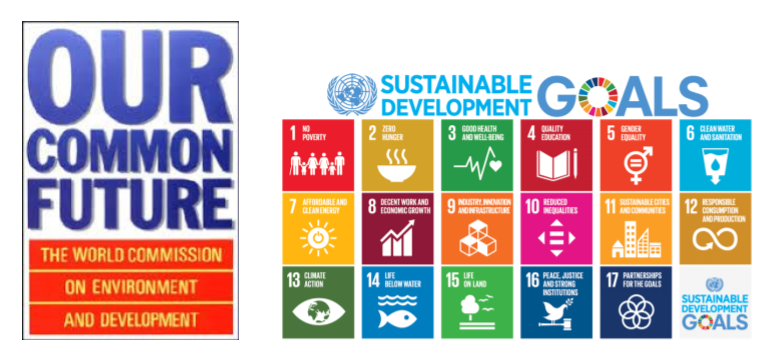 OUR
COMMON
FUTURE
THE WORLD COMMISSION
ON ENVIRONMENT
AND DEVELOPMENT
SUSTAINABLE
DEVELOPMENT
GOALS
1 NO
POVERTY
2 ZERO
HUNGER
3 GOOD HEALTH
AND WELL-BEING
4 QUALITY
EDUCATION
5 GENDER
EQUALITY
6 CLEAN WATER
AND SANITATION
7 AFFORDABLE AND
CLEAN ENERGY
8 DECENT WORK AND
ECONOMIC GROWTH
9 INDUSTRY, INNOVATION
AND INFRASTRUCTURE
10 REDUCED
INEQUALITIES
11 SUSTAINABLE CITIES
AND COMMUNITIES
12 RESPONSIBLE
CONSUMPTION
AND PRODUCTION
13 CLIMATE
ACTION
14 LIFE
BELOW WATER
15 LIFE
ON LAND
16 PEACE, JUSTICE
AND STRONG
INSTITUTIONS
17 PARTNERSHIPS
FOR THE GOALS
SUSTAINABLE
DEVELOPMENT
GOALS